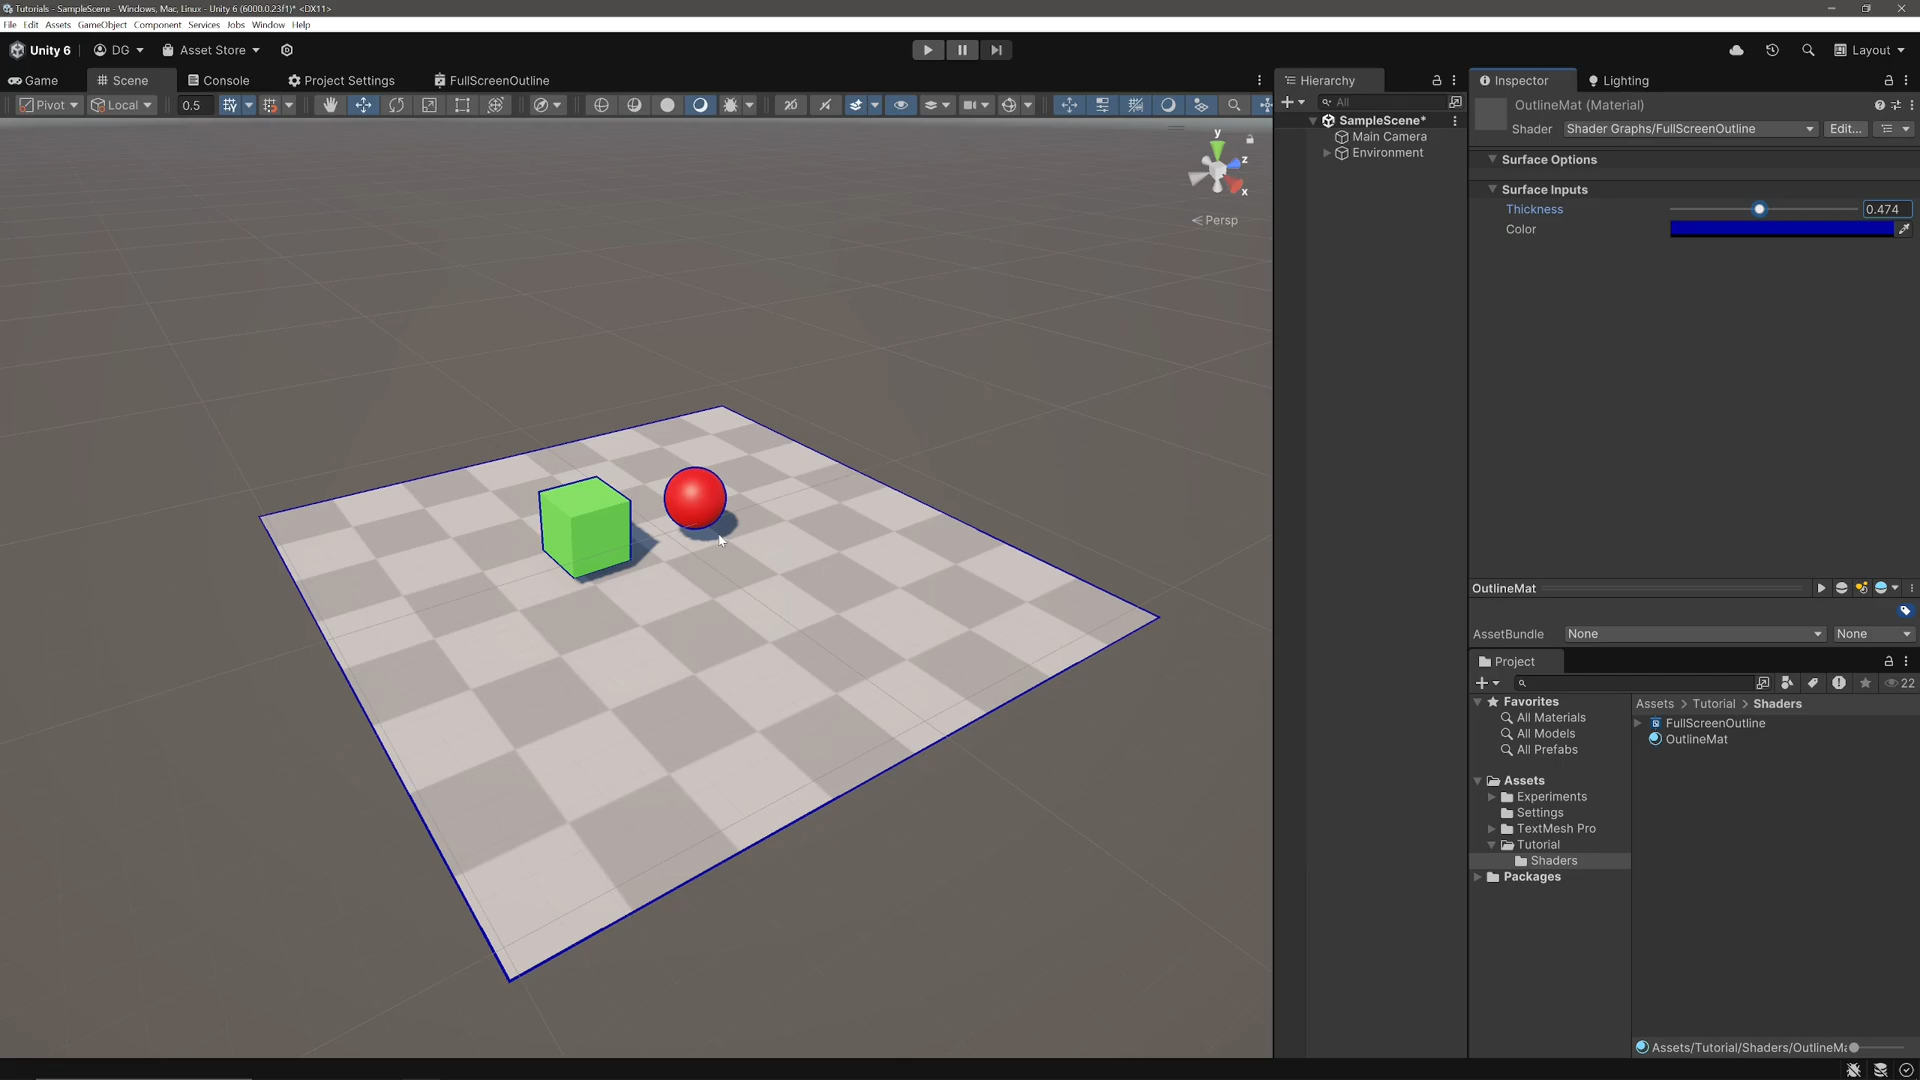 Tutorials - SampleScene - Windows, Mac, Linux - Unity 6 (6000.0.23f1)* <DX11>
File Edit Assets GameObject Component Services Jobs Window Help
Unity 6 DG Asset Store Layout
Game Scene Console Project Settings FullScreenOutline
Pivot Local 0.5
y
z
x
Persp
Hierarchy
All
SampleScene*
Main Camera
Environment
Inspector Lighting
OutlineMat (Material)
Shader Shader Graphs/FullScreenOutline Edit...
Surface Options
Surface Inputs
Thickness 0.474
Color
OutlineMat
AssetBundle None None
Project
22
Favorites
All Materials
All Models
All Prefabs
Assets
Experiments
Settings
TextMesh Pro
Tutorial
Shaders
Packages
Assets > Tutorial > Shaders
FullScreenOutline
OutlineMat
Assets/Tutorial/Shaders/OutlineMa